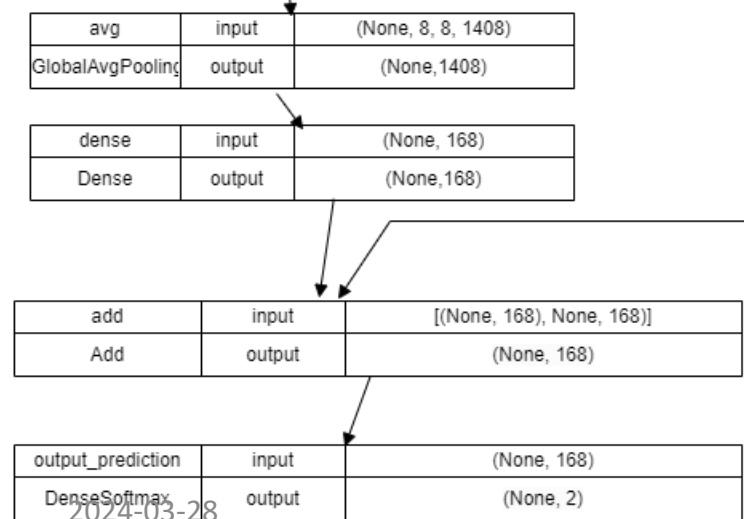 avg input (None, 8, 8, 1408)
GlobalAvgPooling output (None,1408)
dense input (None, 168)
Dense output (None,168)
add input [(None, 168), None, 168)]
Add output (None, 168)
output_prediction input (None, 168)
DenseSoftmax output (None, 2)
2024-03-28